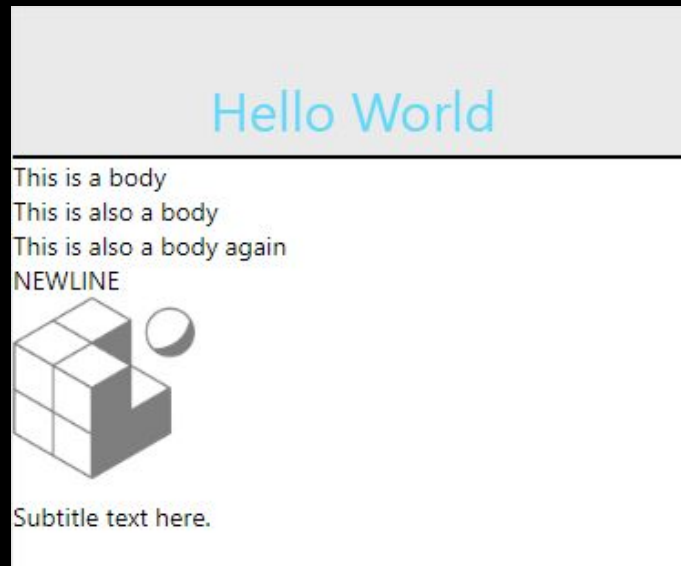 Hello World
This is a body
This is also a body
This is also a body again
NEWLINE
Subtitle text here.